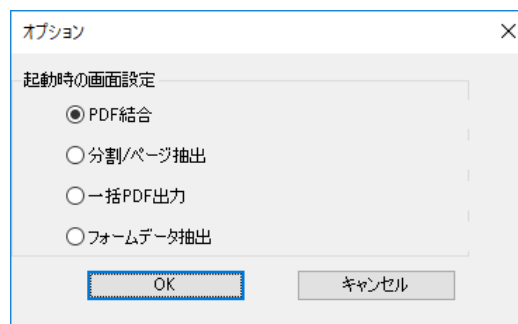 オプション
起動時の画面設定
PDF結合
分割/ページ抽出
一括PDF出力
フォームデータ抽出
OK
キャンセル